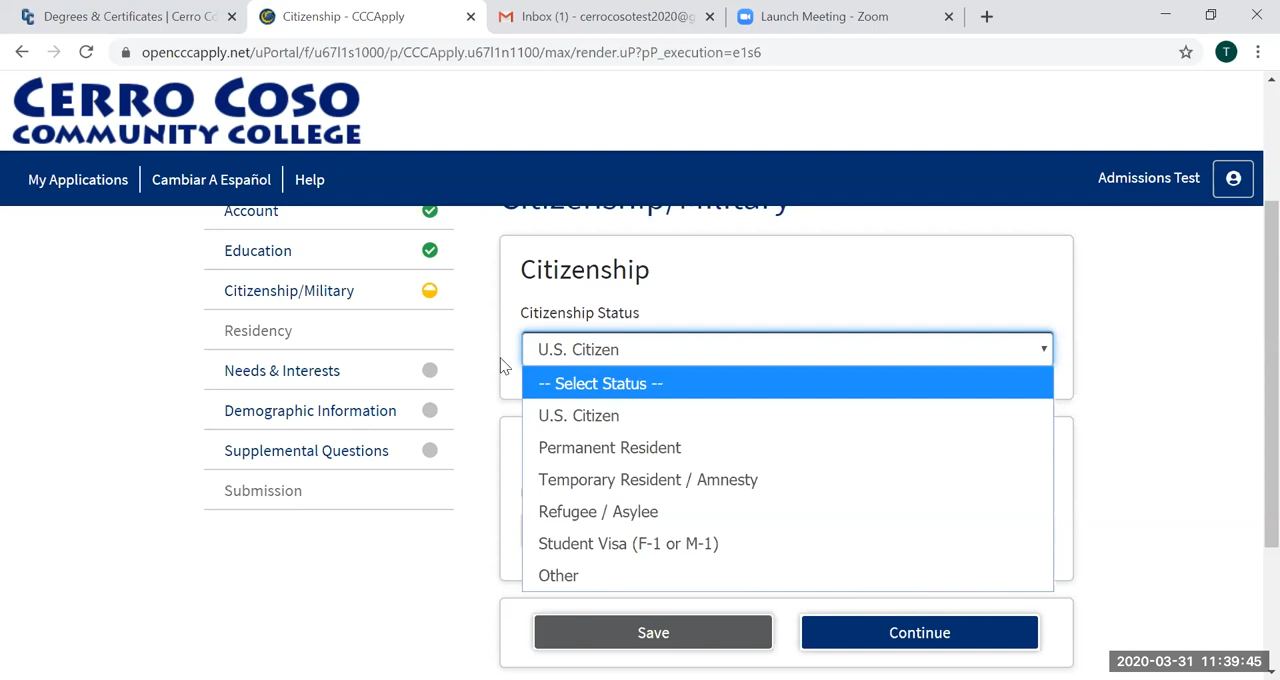 Degrees & Certificates | Cerro Co
Citizenship - CCCApply
Inbox (1) - cerrocosotest2020@g
Launch Meeting - Zoom
opencccapply.net/uPortal/f/u67l1s1000/p/CCCApply.u67l1n1100/max/render.uP?pP_execution=e1s6
T
CERRO COSO
COMMUNITY COLLEGE
My Applications
Cambiar A Español
Help
Admissions Test
Citizenship/Military
Account
Education
Citizenship/Military
Residency
Needs & Interests
Demographic Information
Supplemental Questions
Submission
Citizenship
Citizenship Status
U.S. Citizen
-- Select Status --
U.S. Citizen
Permanent Resident
Temporary Resident / Amnesty
Refugee / Asylee
Student Visa (F-1 or M-1)
Other
Save
Continue
2020-03-31 11:39:45